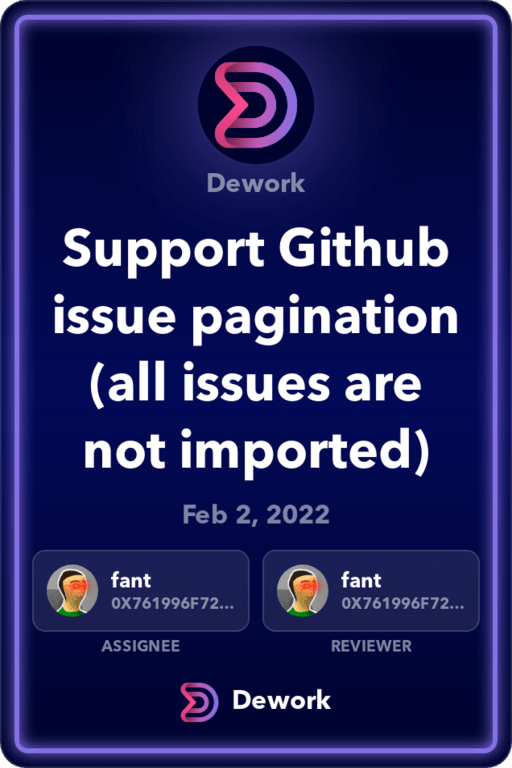 Dework
Support Github
issue pagination
(all issues are
not imported)
Feb 2, 2022
fant
0X761996F72...
ASSIGNEE
fant
0X761996F72...
REVIEWER
Dework